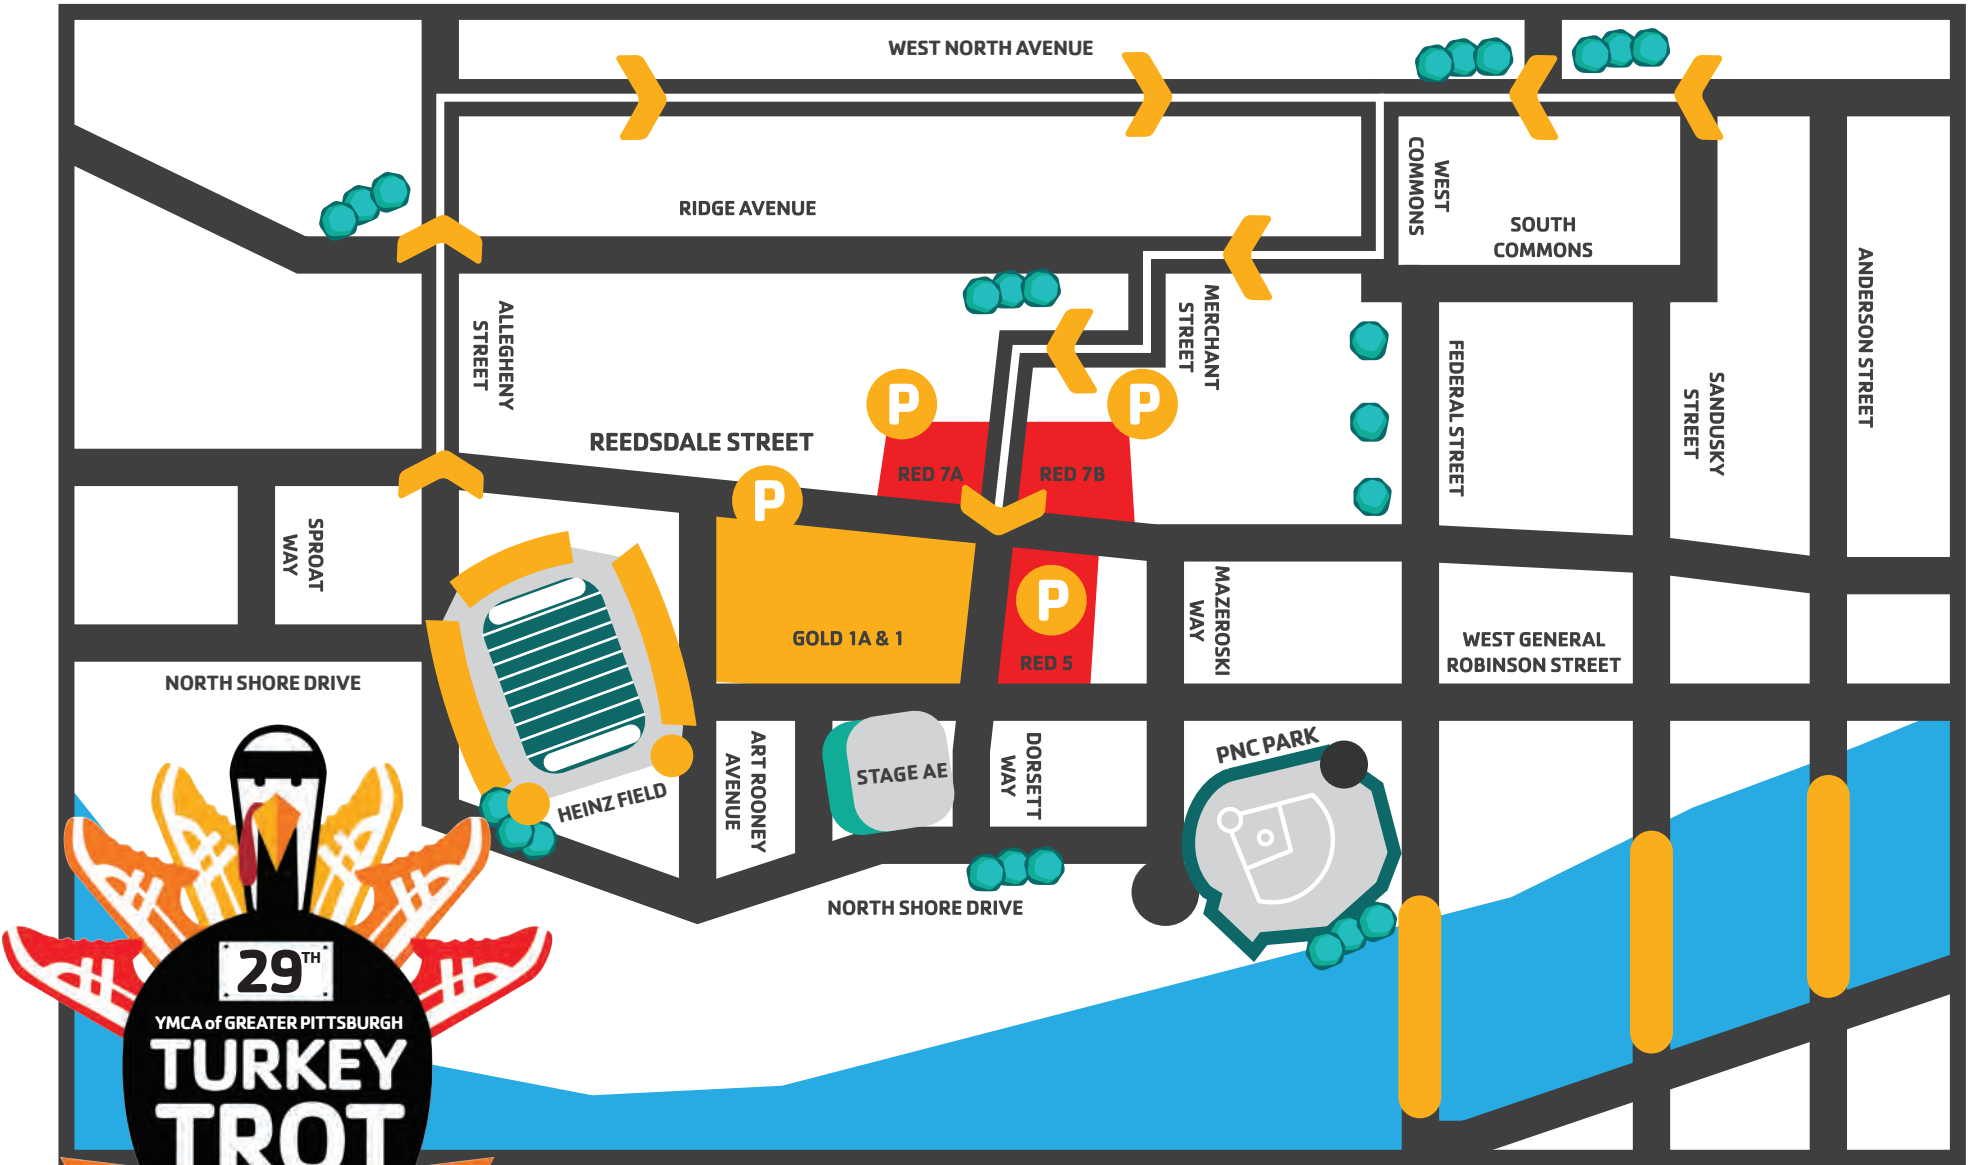 WEST NORTH AVENUE
WEST
COMMONS
RIDGE AVENUE
SOUTH
COMMONS
ALLEGHENY
STREET
MERCHANT
STREET
ANDERSON STREET
FEDERAL STREET
SANDUSKY
STREET
P
P
REEDSDALE STREET
RED 7A
RED 7B
P
SPROAT
WAY
P
MAZEROSKI
WAY
GOLD 1A & 1
WEST GENERAL
ROBINSON STREET
RED 5
NORTH SHORE DRIVE
ART ROONEY
AVENUE
DORSETT
WAY
PNC PARK
STAGE AE
HEINZ FIELD
NORTH SHORE DRIVE
29TH
YMCA of GREATER PITTSBURGH
TURKEY
TROT